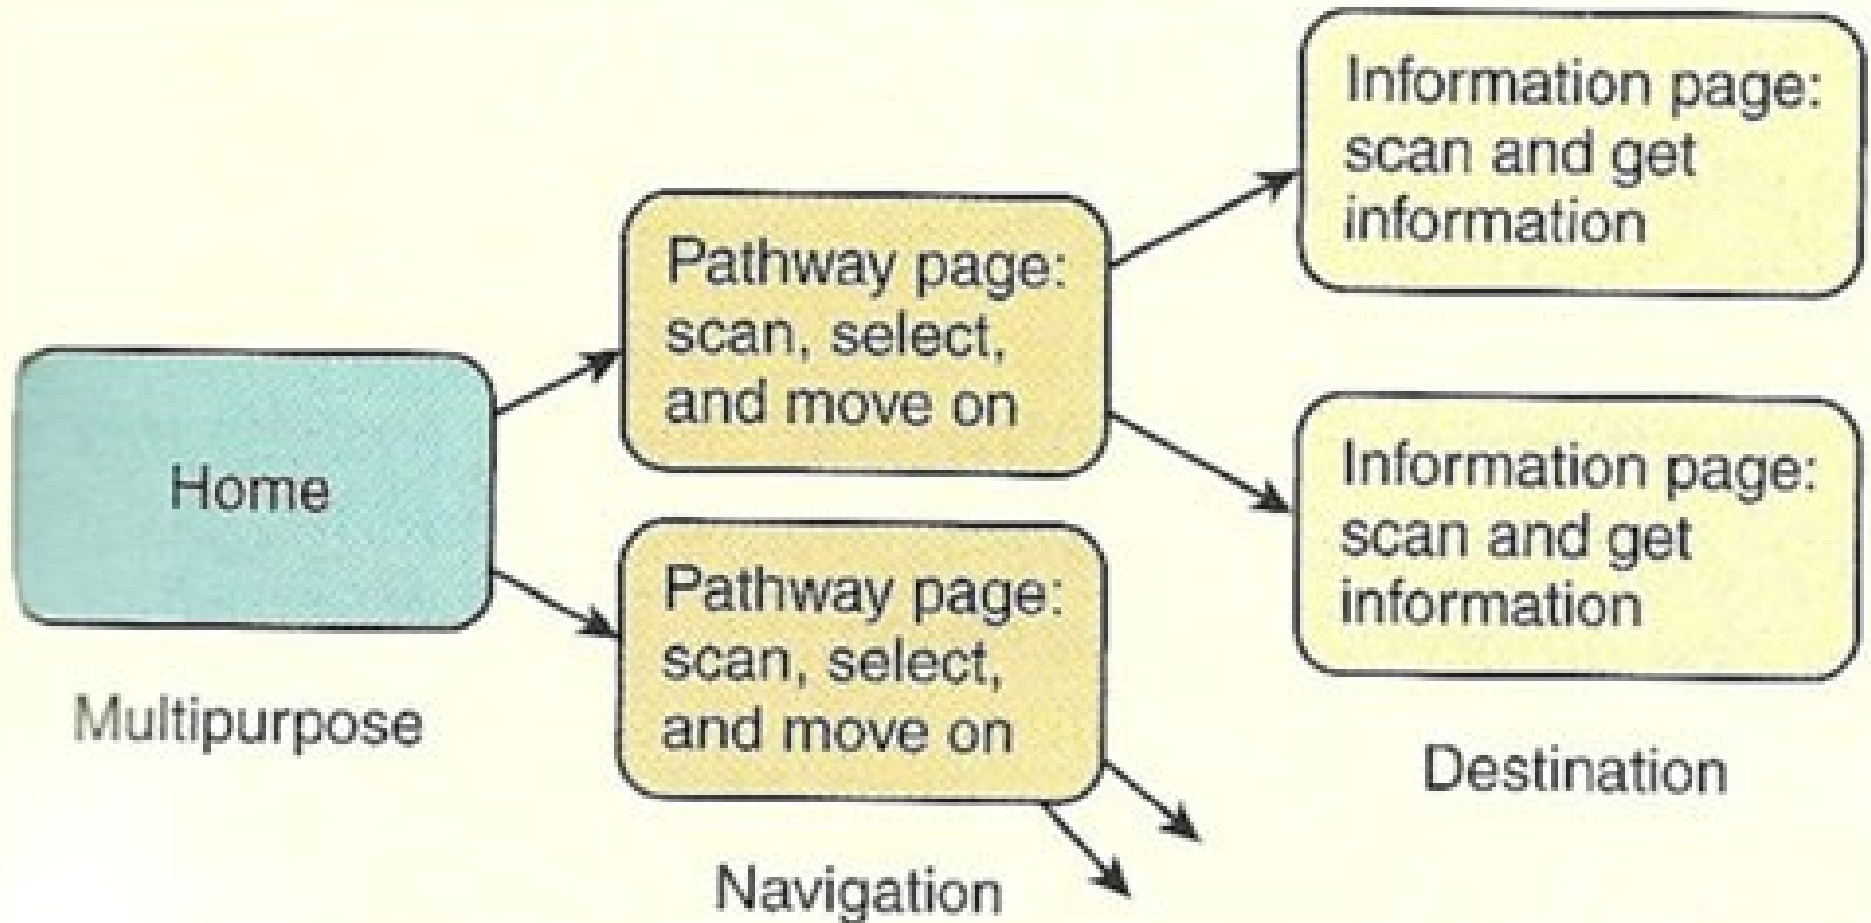 Home
Multipurpose
Pathway page:
scan, select,
and move on
Pathway page:
scan, select,
and move on
Navigation
Information page:
scan and get
information
Information page:
scan and get
information
Destination